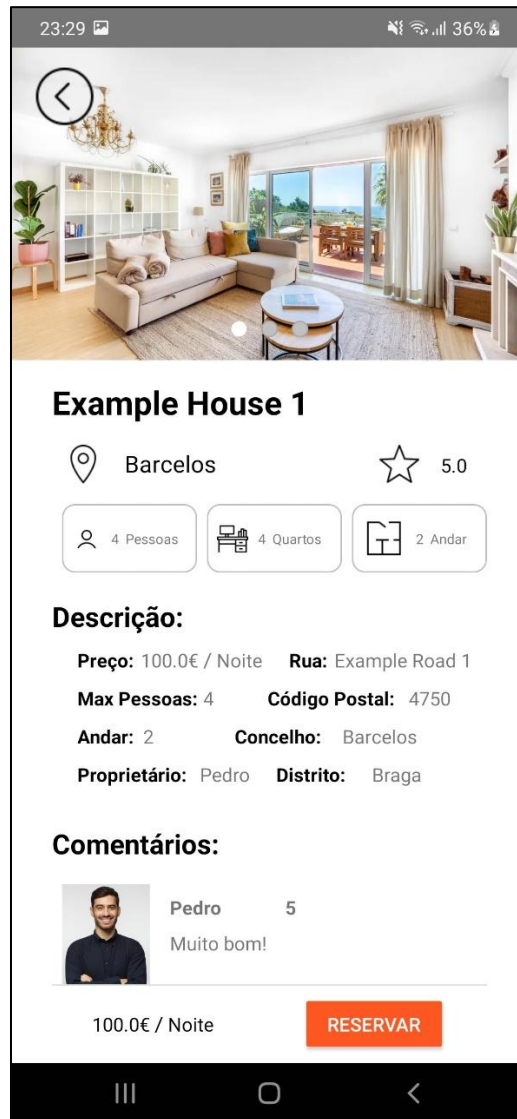 23:29 36%
Example House 1
Barcelos 5.0
4 Pessoas 4 Quartos 2 Andar
Descrição:
Preço: 100.0€ / Noite Rua: Example Road 1
Max Pessoas: 4 Código Postal: 4750
Andar: 2 Concelho: Barcelos
Proprietário: Pedro Distrito: Braga
Comentários:
Pedro 5
Muito bom!
100.0€ / Noite RESERVAR